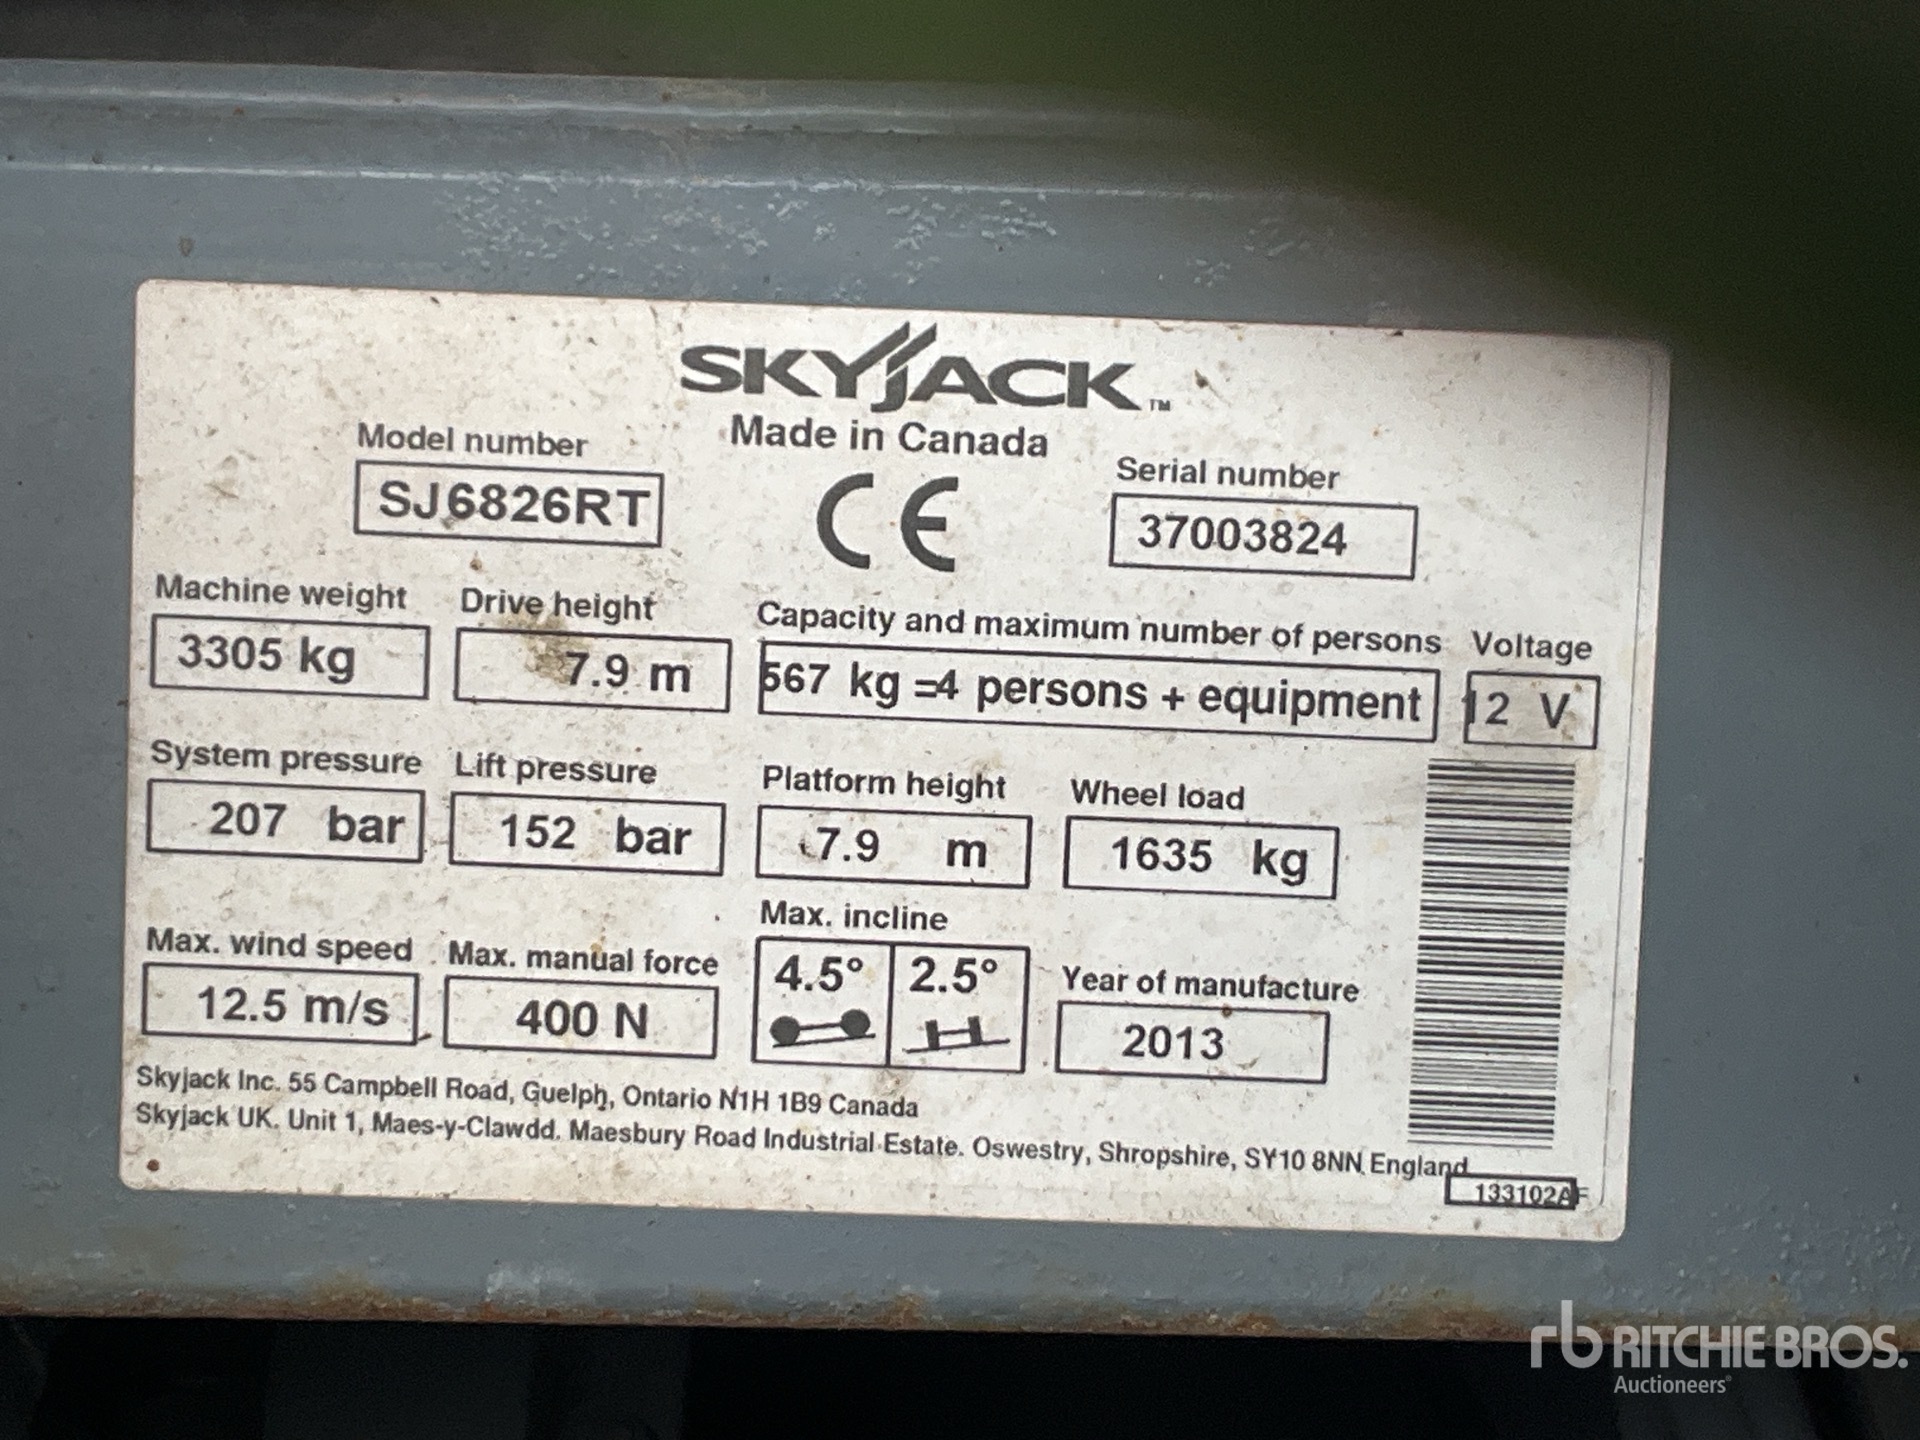 SKYJACK™
Made in Canada
CE
Model number
SJ6826RT
Serial number
37003824
Machine weight
3305 kg
Drive height
7.9 m
Capacity and maximum number of persons
567 kg =4 persons + equipment
Voltage
12 V
System pressure
207 bar
Lift pressure
152 bar
Platform height
7.9 m
Wheel load
1635 kg
Max. wind speed
12.5 m/s
Max. manual force
400 N
Max. incline
4.5° 2.5°
Year of manufacture
2013
Skyjack Inc. 55 Campbell Road, Guelph, Ontario N1H 1B9 Canada
Skyjack UK. Unit 1, Maes-y-Clawdd. Maesbury Road Industrial Estate. Oswestry, Shropshire, SY10 8NN England
133102AF
rb RITCHIE BROS.
Auctioneers®